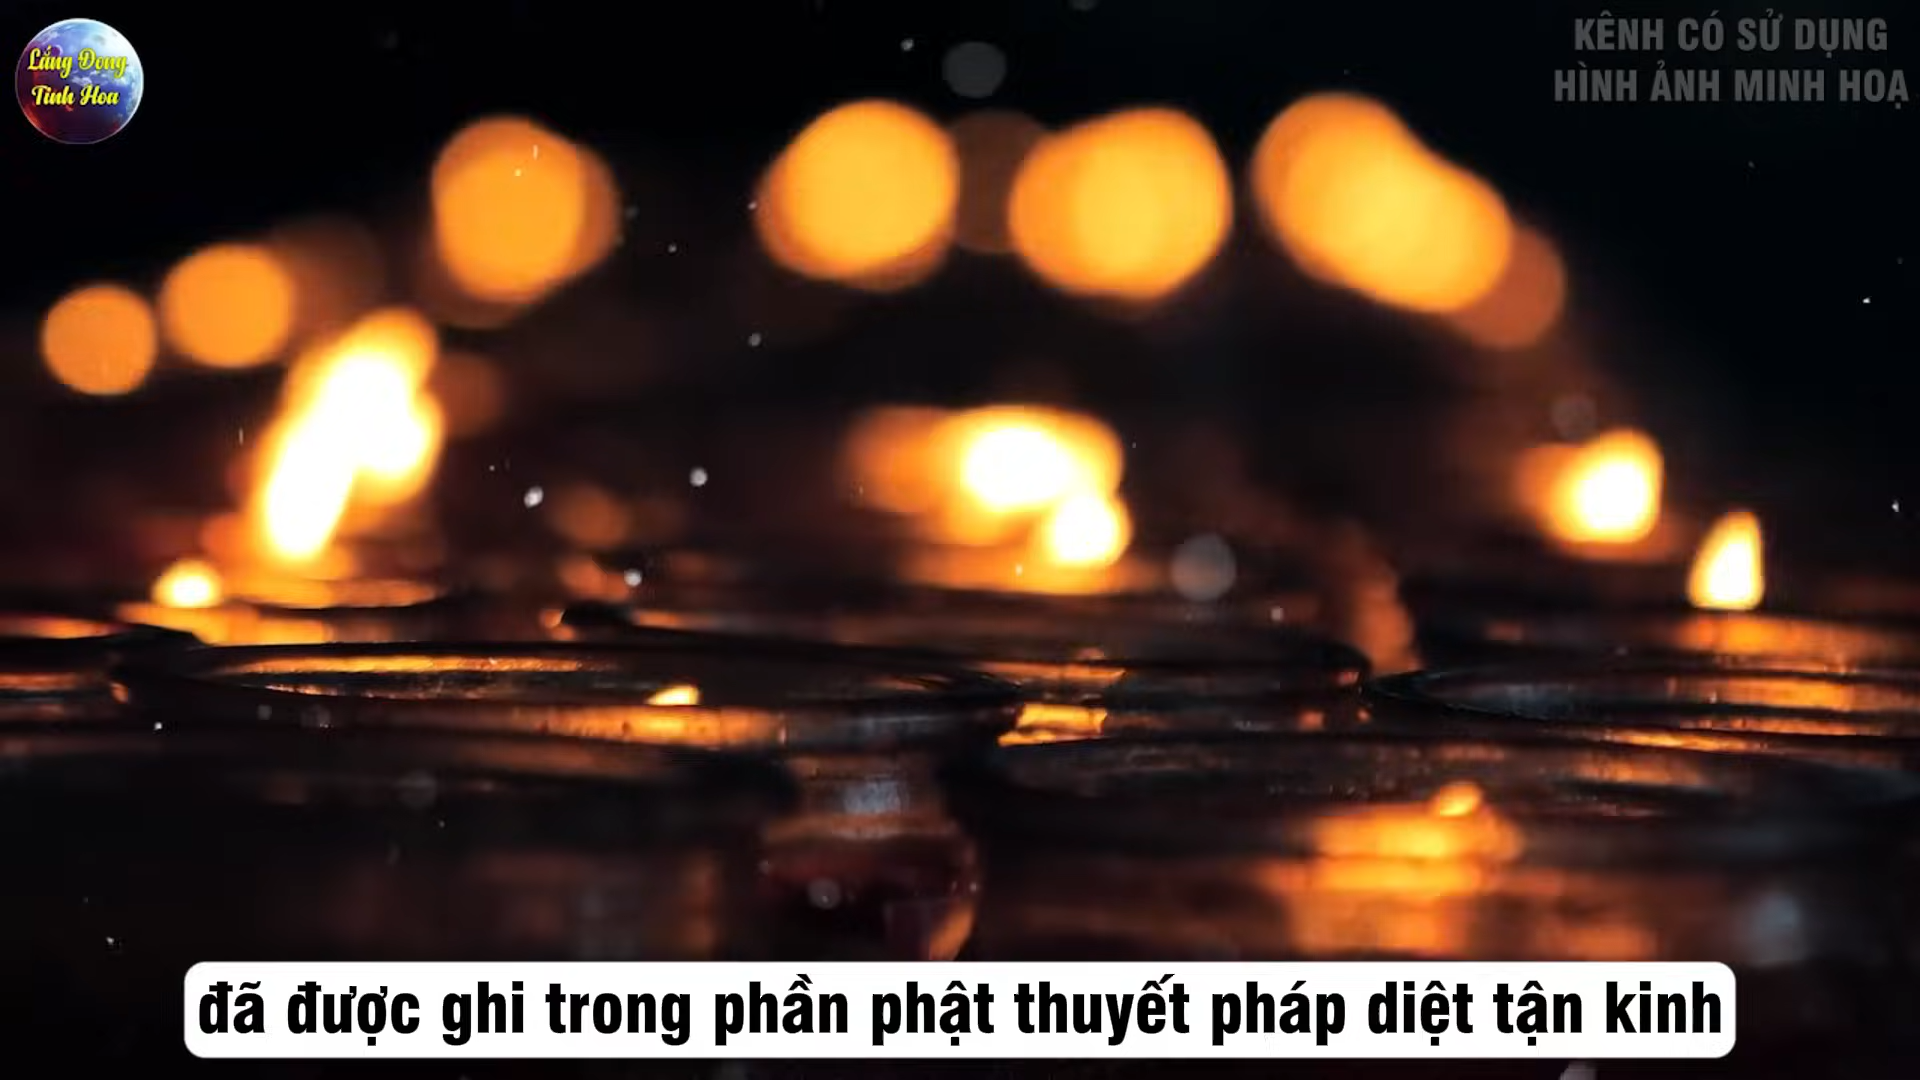 Lắng Đọng
Tinh Hoa
KÊNH CÓ SỬ DỤNG
HÌNH ẢNH MINH HOẠ
đã được ghi trong phần phật thuyết pháp diệt tận kinh